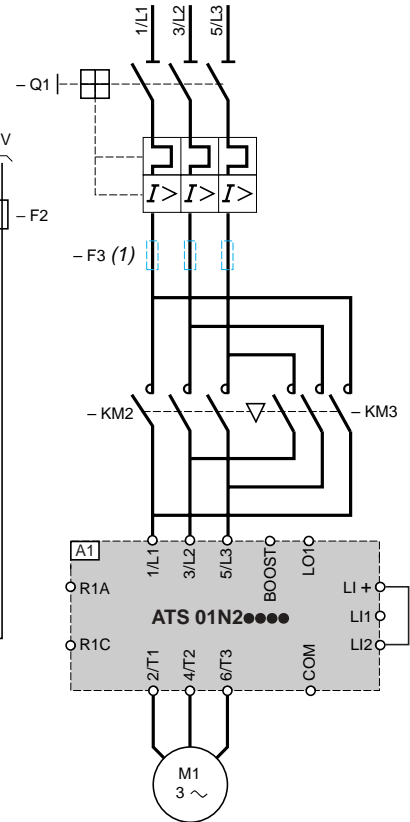 1/L1
3/L2
5/L3
– Q1
V
– F2
I> I> I>
– F3 (1)
– KM2
– KM3
A1
1/L1
3/L2
5/L3
BOOST
LO1
R1A
LI +
ATS 01N2●●●●
LI1
R1C
LI2
2/T1
4/T2
6/T3
COM
M1
3 ~